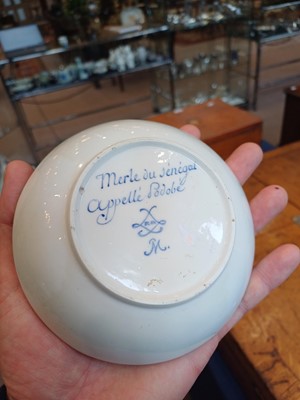 Merle du Sénégal
appellé Podobé
M.